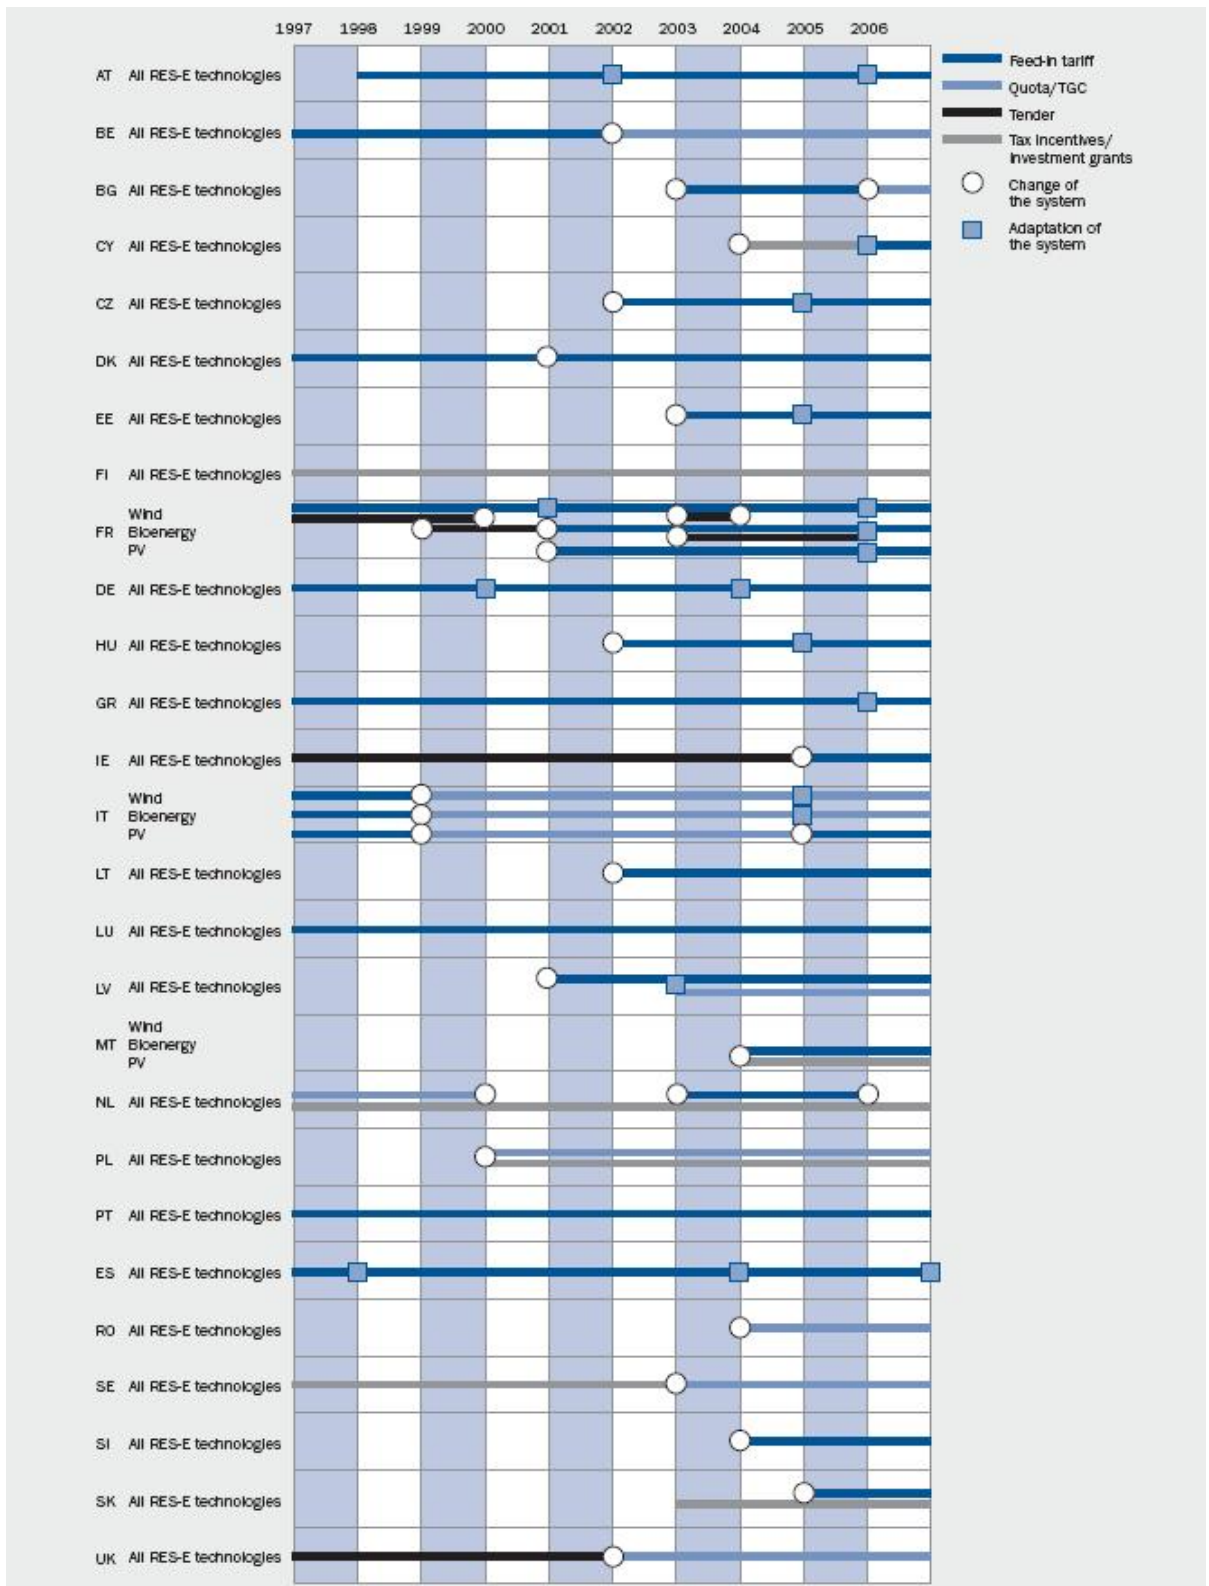 1997 1998 1999 2000 2001 2002 2003 2004 2005 2006
Feed-in tariff
Quota/TGC
Tender
Tax incentives/
Investment grants
Change of
the system
Adaptation of
the system
AT All RES-E technologies
BE All RES-E technologies
BG All RES-E technologies
CY All RES-E technologies
CZ All RES-E technologies
DK All RES-E technologies
EE All RES-E technologies
FI All RES-E technologies
Wind
FR Bioenergy
PV
DE All RES-E technologies
HU All RES-E technologies
GR All RES-E technologies
IE All RES-E technologies
Wind
IT Bioenergy
PV
LT All RES-E technologies
LU All RES-E technologies
LV All RES-E technologies
Wind
MT Bioenergy
PV
NL All RES-E technologies
PL All RES-E technologies
PT All RES-E technologies
ES All RES-E technologies
RO All RES-E technologies
SE All RES-E technologies
SI All RES-E technologies
SK All RES-E technologies
UK All RES-E technologies